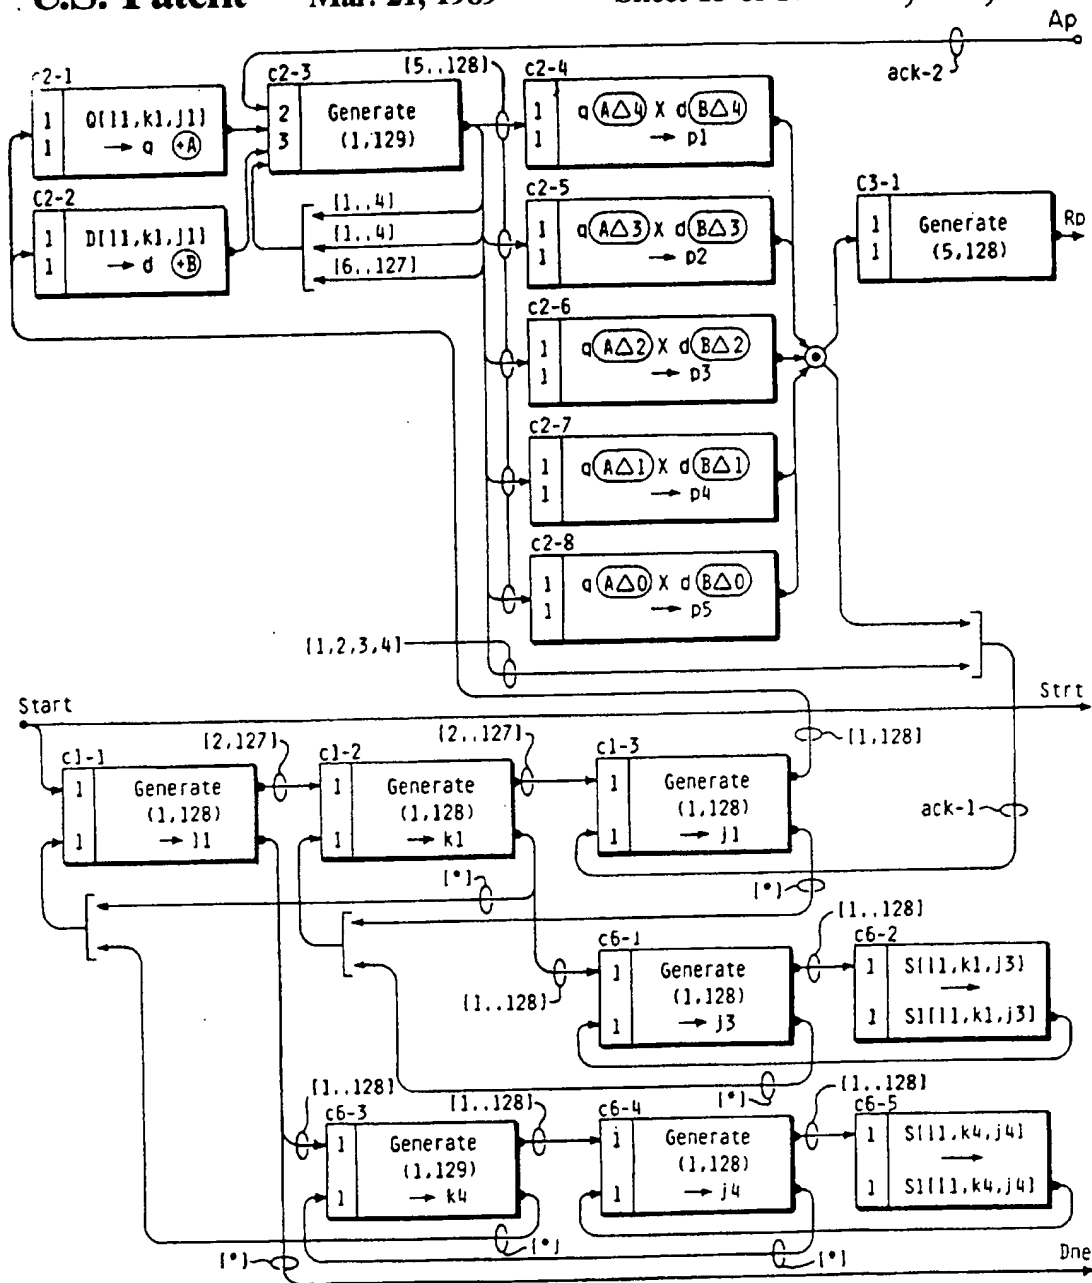 U.S. Patent Mar. 21, 1989
Ap
ack-2
[5..128]
c2-1
1
1
Q[l1,k1,j1]
→ q +A
c2-3
2
3
Generate
(1,129)
c2-4
1
1
q A△4 X d B△4
→ p1
c2-2
1
1
D[l1,k1,j1]
→ d +B
[1..4]
[1..4]
[6..127]
c2-5
1
1
q A△3 X d B△3
→ p2
C3-1
1
1
Generate
(5,128)
Rp
c2-6
1
1
q A△2 X d B△2
→ p3
c2-7
1
1
q A△1 X d B△1
→ p4
c2-8
1
1
q A△0 X d B△0
→ p5
[1,2,3,4]
Start
Strt
[2,127]
[2..127]
[1,128]
c1-1
1
1
Generate
(1,128)
→ l1
c1-2
1
1
Generate
(1,128)
→ k1
c1-3
1
1
Generate
(1,128)
→ j1
ack-1
[*]
[*]
[1..128]
c6-1
1
1
Generate
(1,128)
→ j3
[1..128]
c6-2
1
1
S[l1,k1,j3]
→
S1[l1,k1,j3]
[*]
[1..128]
[1..128]
[1..128]
c6-3
1
1
Generate
(1,129)
→ k4
c6-4
1
1
Generate
(1,128)
→ j4
c6-5
1
1
S[l1,k4,j4]
→
S1[l1,k4,j4]
[*]
[*]
[*]
Dne